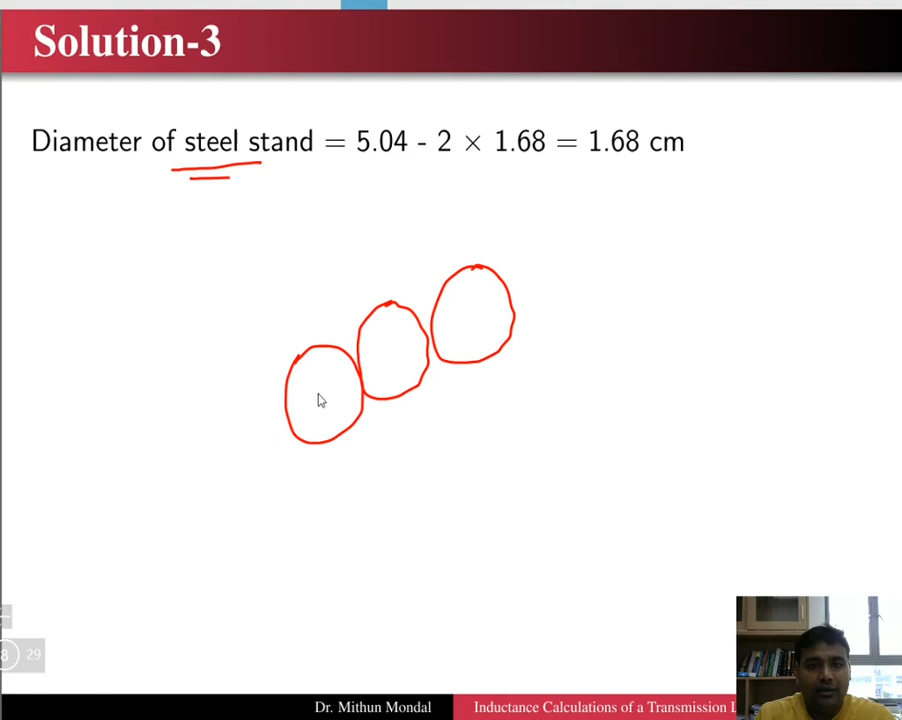 Solution-3
Diameter of steel stand = 5.04 - 2 × 1.68 = 1.68 cm
8 29
Dr. Mithun Mondal
Inductance Calculations of a Transmission L